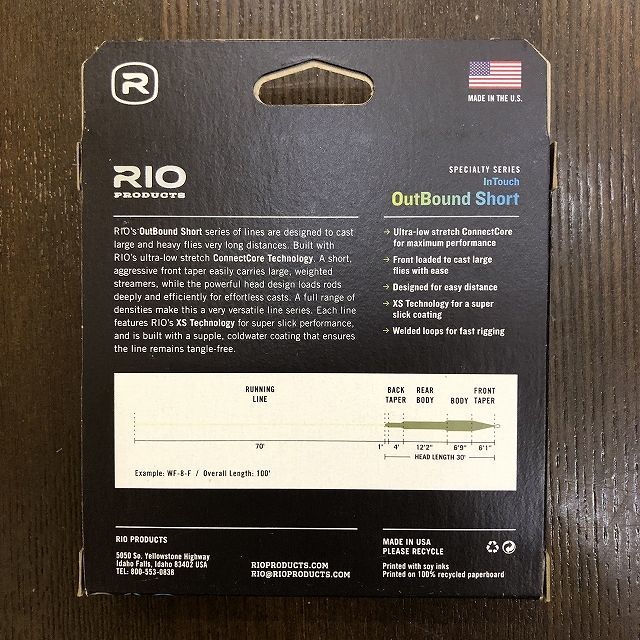 R
MADE IN THE U.S.
RIO
PRODUCTS
SPECIALTY SERIES
InTouch
OutBound Short
RIO's OutBound Short series of lines are designed to cast
large and heavy flies very long distances. Built with
RIO's ultra-low stretch ConnectCore Technology. A short,
aggressive front taper easily carries large, weighted
streamers, while the powerful head design loads rods
deeply and efficiently for effortless casts. A full range of
densities make this a very versatile line series. Each line
features RIO's XS Technology for super slick performance,
and is built with a supple, coldwater coating that ensures
the line remains tangle-free.
→ Ultra-low stretch ConnectCore
for maximum performance
→ Front loaded to cast large
flies with ease
→ Designed for easy distance
→ XS Technology for a super
slick coating
→ Welded loops for fast rigging
RUNNING
LINE
BACK
TAPER
REAR
BODY
BODY
FRONT
TAPER
70' 1' 4' 12'2" 6'9" 6'1"
HEAD LENGTH 30'
Example: WF-8-F / Overall Length: 100'
RIO PRODUCTS
5050 So. Yellowstone Highway
Idaho Falls, Idaho 83402 USA
TEL: 800-553-0838
RIOPRODUCTS.COM
RIO@RIOPRODUCTS.COM
MADE IN USA
PLEASE RECYCLE
Printed with soy inks
Printed on 100% recycled paperboard